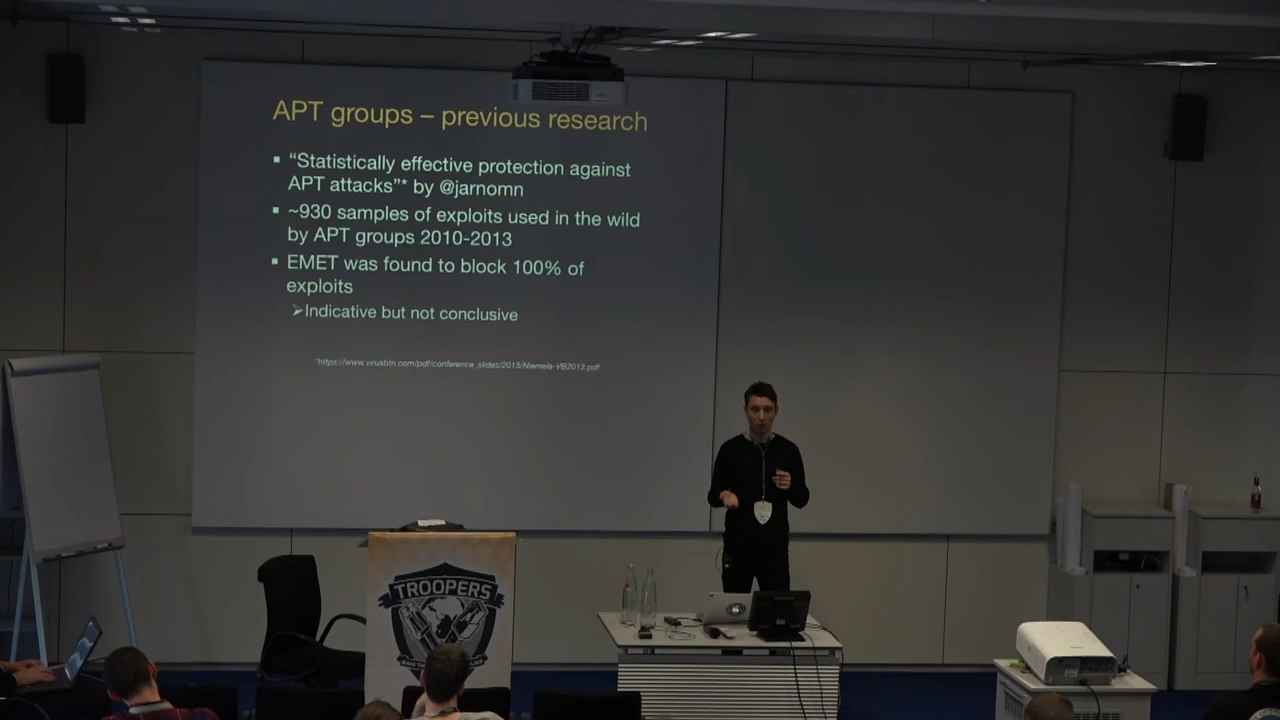 APT groups – previous research
▪ “Statistically effective protection against
APT attacks”* by @jarnomn
▪ ~930 samples of exploits used in the wild
by APT groups 2010-2013
▪ EMET was found to block 100% of
exploits
➢Indicative but not conclusive
*https://www.virusbtn.com/pdf/conference_slides/2013/Niemela-VB2013.pdf
TROOPERS